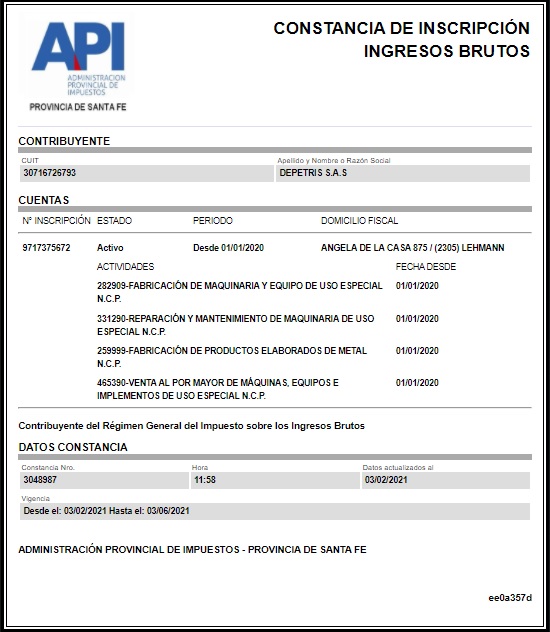 CONSTANCIA DE INSCRIPCIÓN
INGRESOS BRUTOS
API
ADMINISTRACION
PROVINCIAL DE
IMPUESTOS
PROVINCIA DE SANTA FE
CONTRIBUYENTE
CUIT Apellido y Nombre o Razón Social
30716726793 DEPETRIS S.A.S
CUENTAS
Nº INSCRIPCIÓN ESTADO PERIODO DOMICILIO FISCAL
9717375672 Activo Desde 01/01/2020 ANGELA DE LA CASA 875 / (2305) LEHMANN
ACTIVIDADES FECHA DESDE
282909-FABRICACIÓN DE MAQUINARIA Y EQUIPO DE USO ESPECIAL 01/01/2020
N.C.P.
331290-REPARACIÓN Y MANTENIMIENTO DE MAQUINARIA DE USO 01/01/2020
ESPECIAL N.C.P.
259999-FABRICACIÓN DE PRODUCTOS ELABORADOS DE METAL 01/01/2020
N.C.P.
465390-VENTA AL POR MAYOR DE MÁQUINAS, EQUIPOS E 01/01/2020
IMPLEMENTOS DE USO ESPECIAL N.C.P.
Contribuyente del Régimen General del Impuesto sobre los Ingresos Brutos
DATOS CONSTANCIA
Constancia Nro. Hora Datos actualizados al
3048987 11:58 03/02/2021
Vigencia
Desde el: 03/02/2021 Hasta el: 03/06/2021
ADMINISTRACIÓN PROVINCIAL DE IMPUESTOS - PROVINCIA DE SANTA FE
ee0a357d